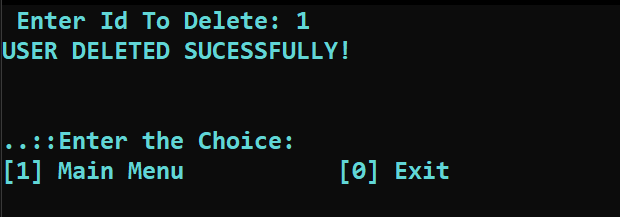 Enter Id To Delete: 1
USER DELETED SUCESSFULLY!
..::Enter the Choice:
[1] Main Menu [0] Exit